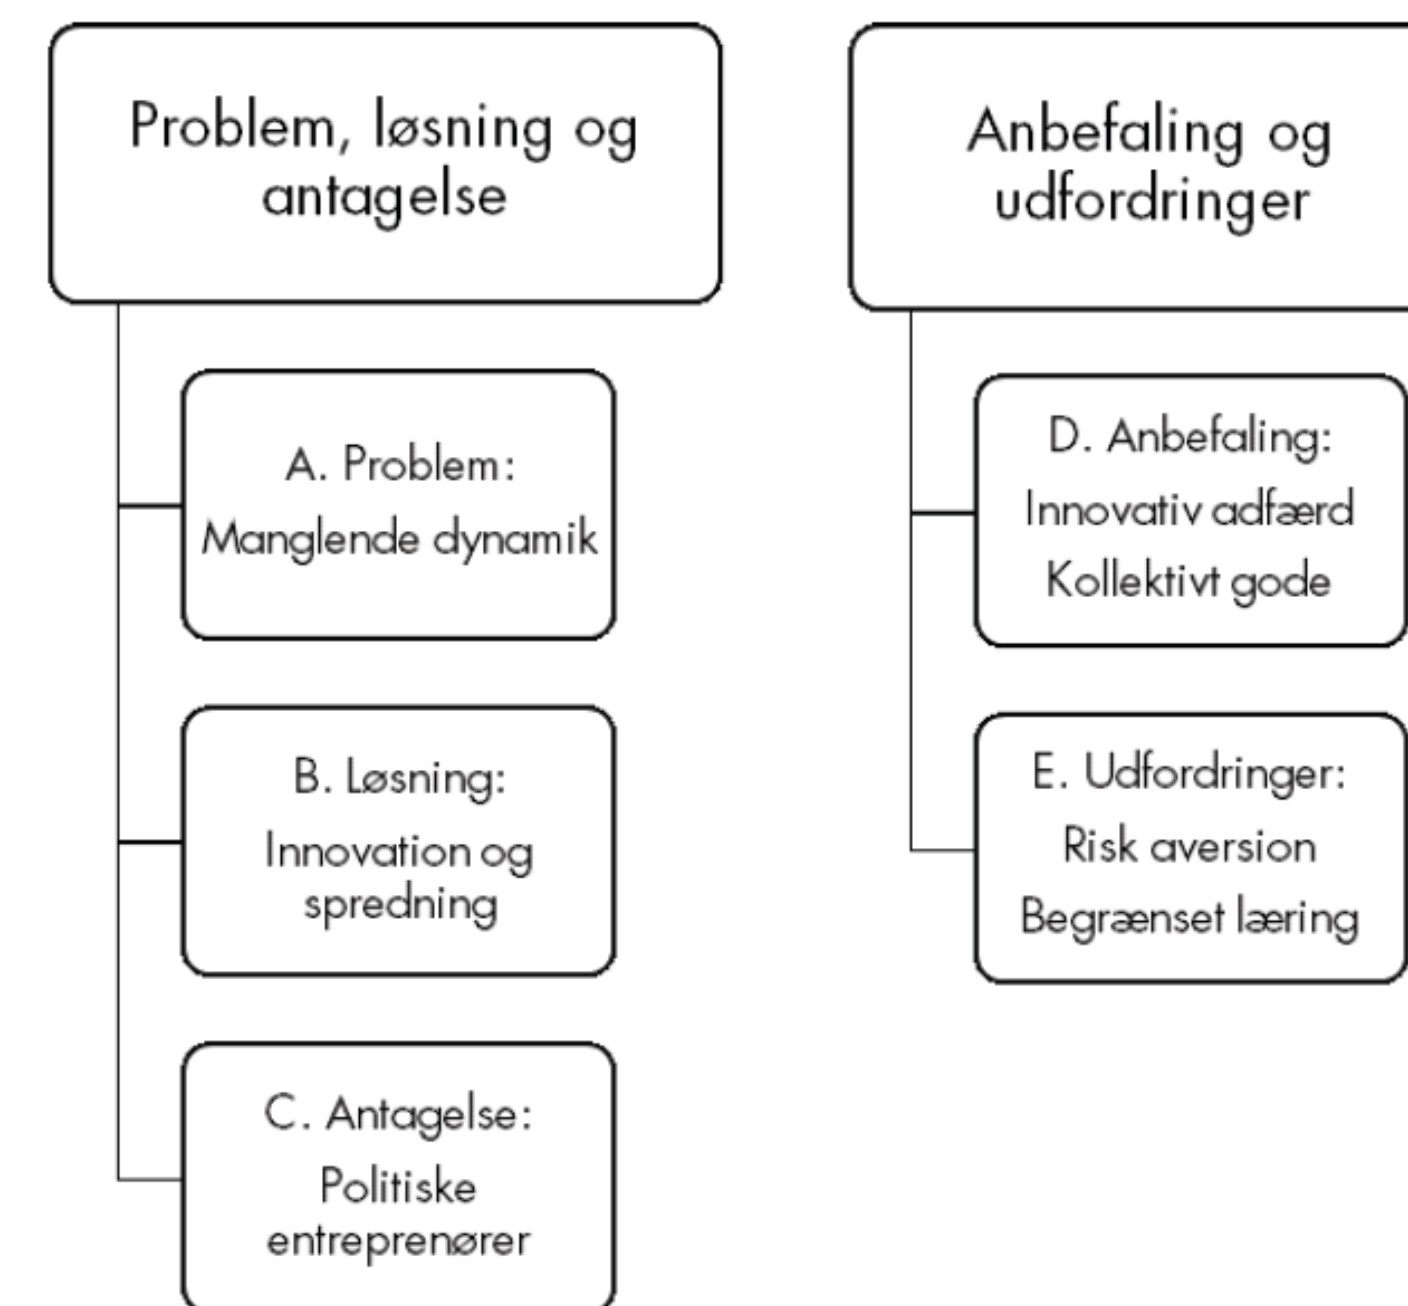 Problem, løsning og
antagelse
A. Problem:
Manglende dynamik
B. Løsning:
Innovation og
spredning
C. Antagelse:
Politiske
entreprenører
Anbefaling og
udfordringer
D. Anbefaling:
Innovativ adfærd
Kollektivt gode
E. Udfordringer:
Risk aversion
Begrænset læring